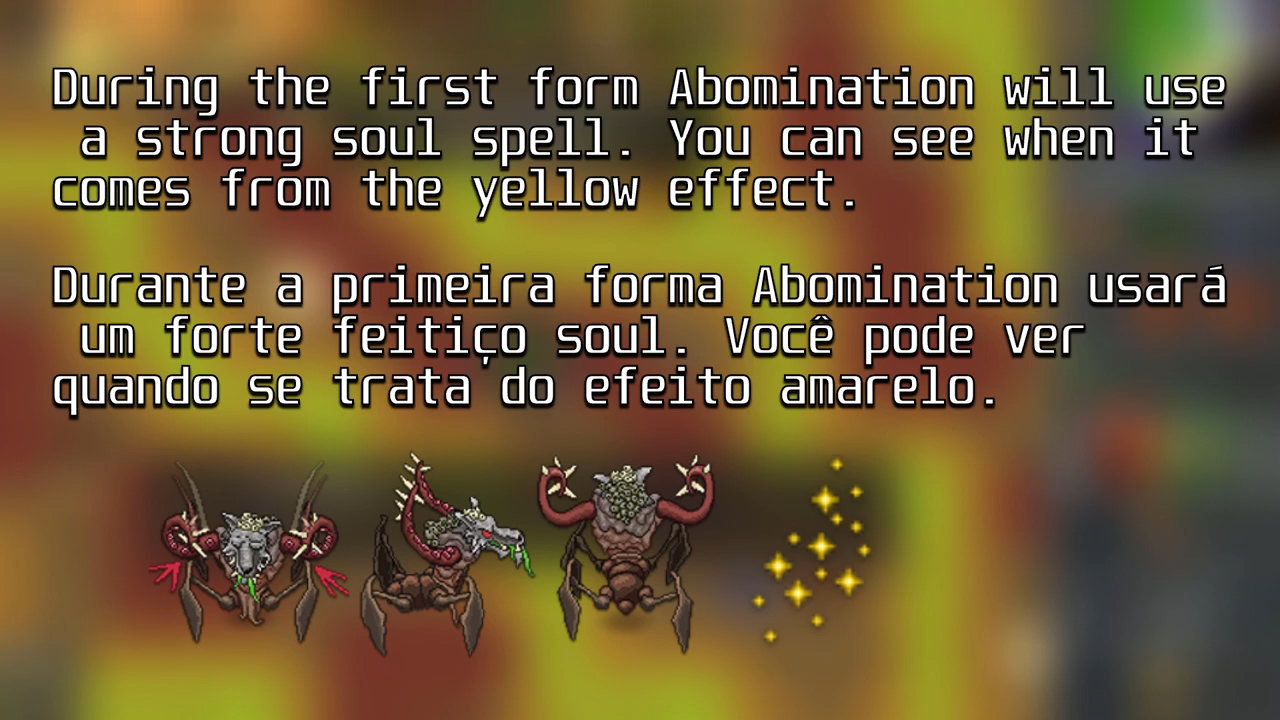 During the first form Abomination will use
a strong soul spell. You can see when it
comes from the yellow effect.
Durante a primeira forma Abomination usará
um forte feitiço soul. Você pode ver
quando se trata do efeito amarelo.